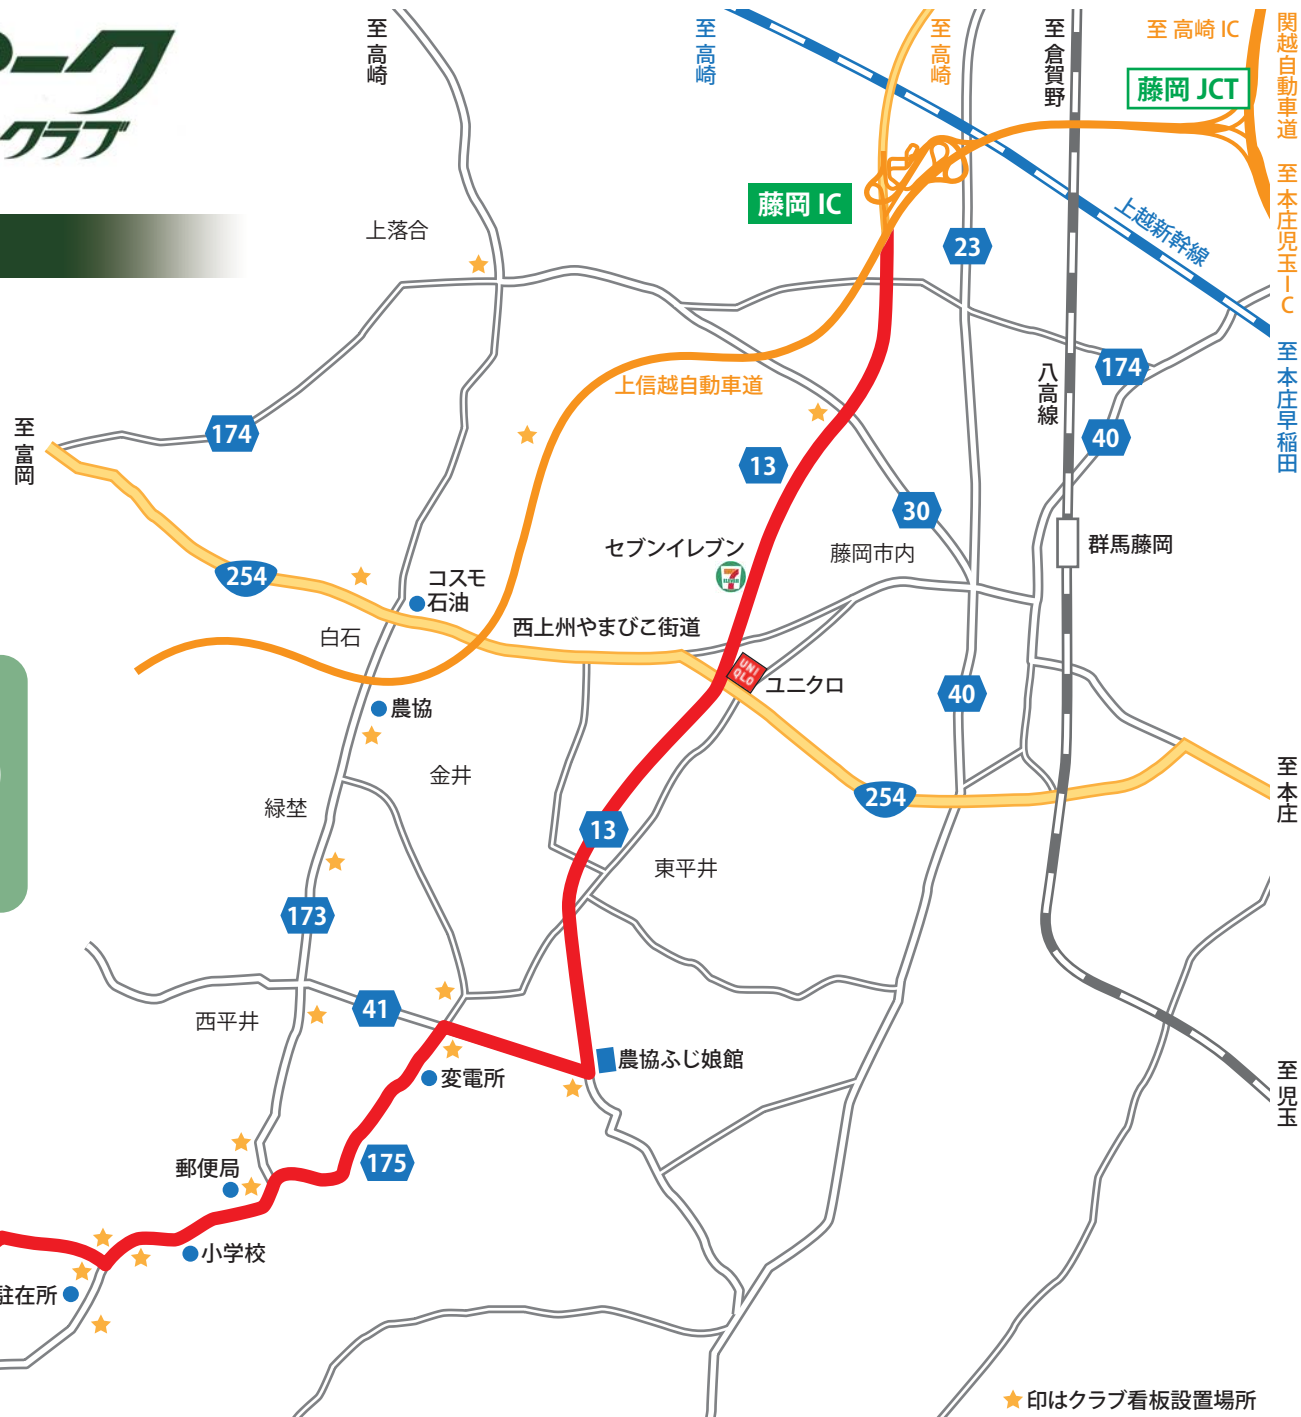 ーク
クラブ
至 高崎
至 高崎
至 高崎
至 倉賀野
至 高崎 IC
関越自動車道
至 本庄児玉IC
藤岡 JCT
藤岡 IC
上落合
23
上越新幹線
至 本庄早稲田
174
八高線
上信越自動車道
至 富岡
174
40
13
30
セブンイレブン
7
ELEVEN
藤岡市内
群馬藤岡
254
コスモ
石油
西上州やまびこ街道
白石
UNI
QLO
ユニクロ
40
農協
金井
至 本庄
254
緑埜
13
東平井
173
41
西平井
農協ふじ娘館
変電所
至 児玉
175
郵便局
小学校
駐在所
★印はクラブ看板設置場所